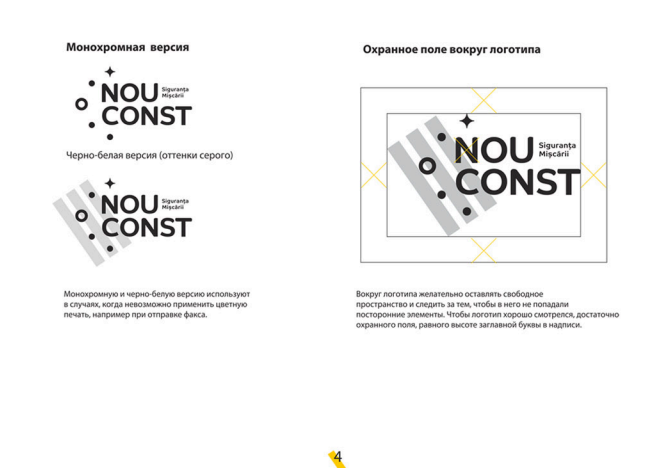 Монохромная версия
NOU
CONST
Siguranța
Mișcării
Черно-белая версия (оттенки серого)
NOU
CONST
Siguranța
Mișcării
Монохромную и черно-белую версию используют
в случаях, когда невозможно применить цветную
печать, например при отправке факса.
Охранное поле вокруг логотипа
NOU
CONST
Siguranța
Mișcării
Вокруг логотипа желательно оставлять свободное
пространство и следить за тем, чтобы в него не попадали
посторонние элементы. Чтобы логотип хорошо смотрелся, достаточно
охранного поля, равного высоте заглавной буквы в надписи.
4